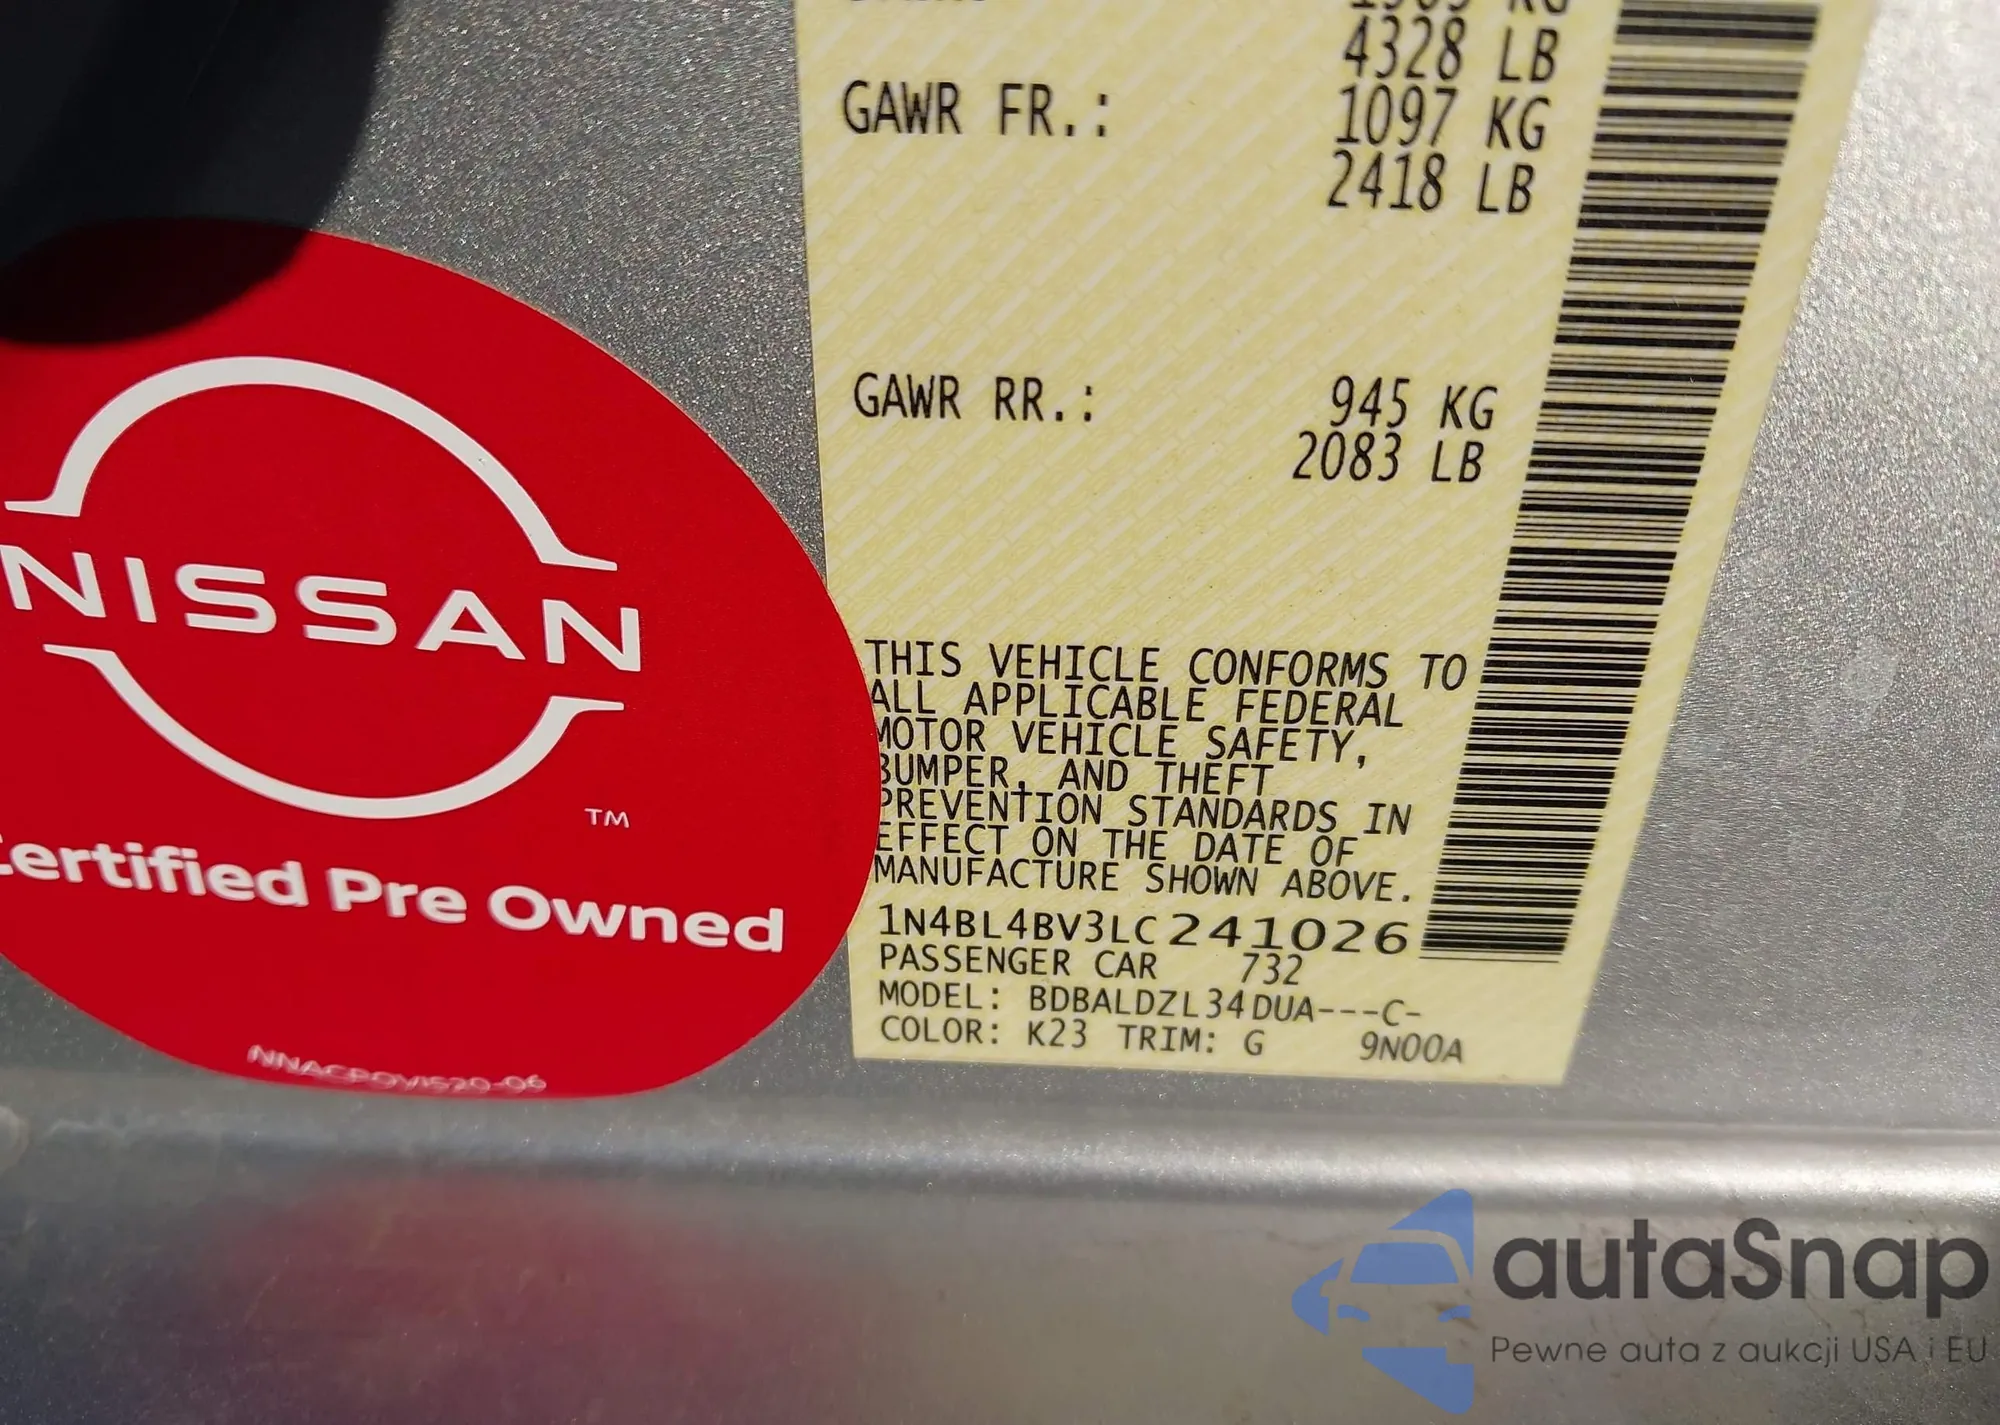 KG
4328 LB
GAWR FR.: 1097 KG
2418 LB
GAWR RR.: 945 KG
2083 LB
THIS VEHICLE CONFORMS TO
ALL APPLICABLE FEDERAL
MOTOR VEHICLE SAFETY,
BUMPER, AND THEFT
PREVENTION STANDARDS IN
EFFECT ON THE DATE OF
MANUFACTURE SHOWN ABOVE.
1N4BL4BV3LC241026
PASSENGER CAR 732
MODEL: BDBALDZL34DUA---C-
COLOR: K23 TRIM: G 9N00A
NISSAN
TM
Certified Pre Owned
NNACPOVIS20-06
autaSnap
Pewne auta z aukcji USA i EU